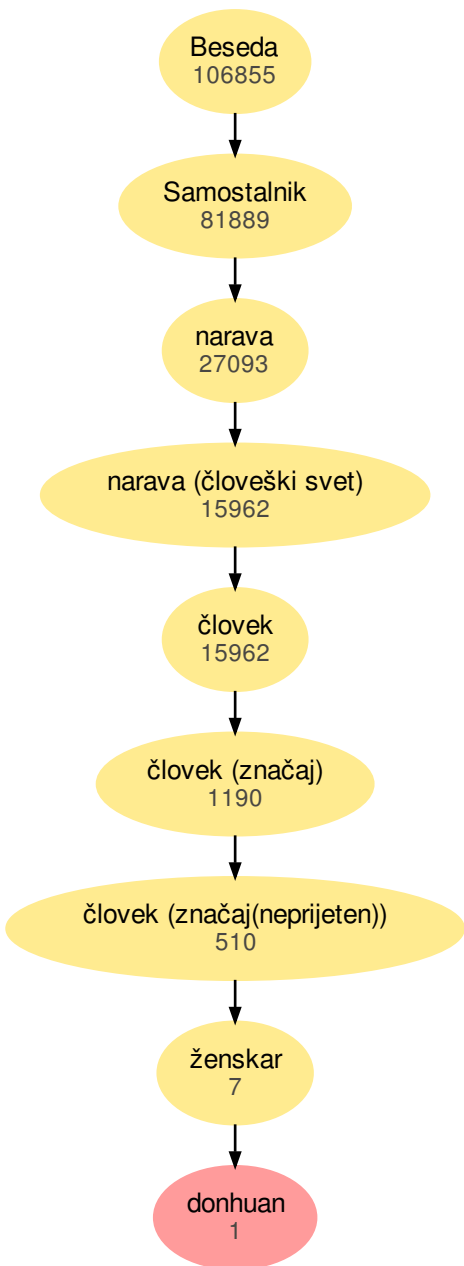 Beseda
106855
Samostalnik
81889
narava
27093
narava (človeški svet)
15962
človek
15962
človek (značaj)
1190
človek (značaj(neprijeten))
510
ženskar
7
donhuan
1